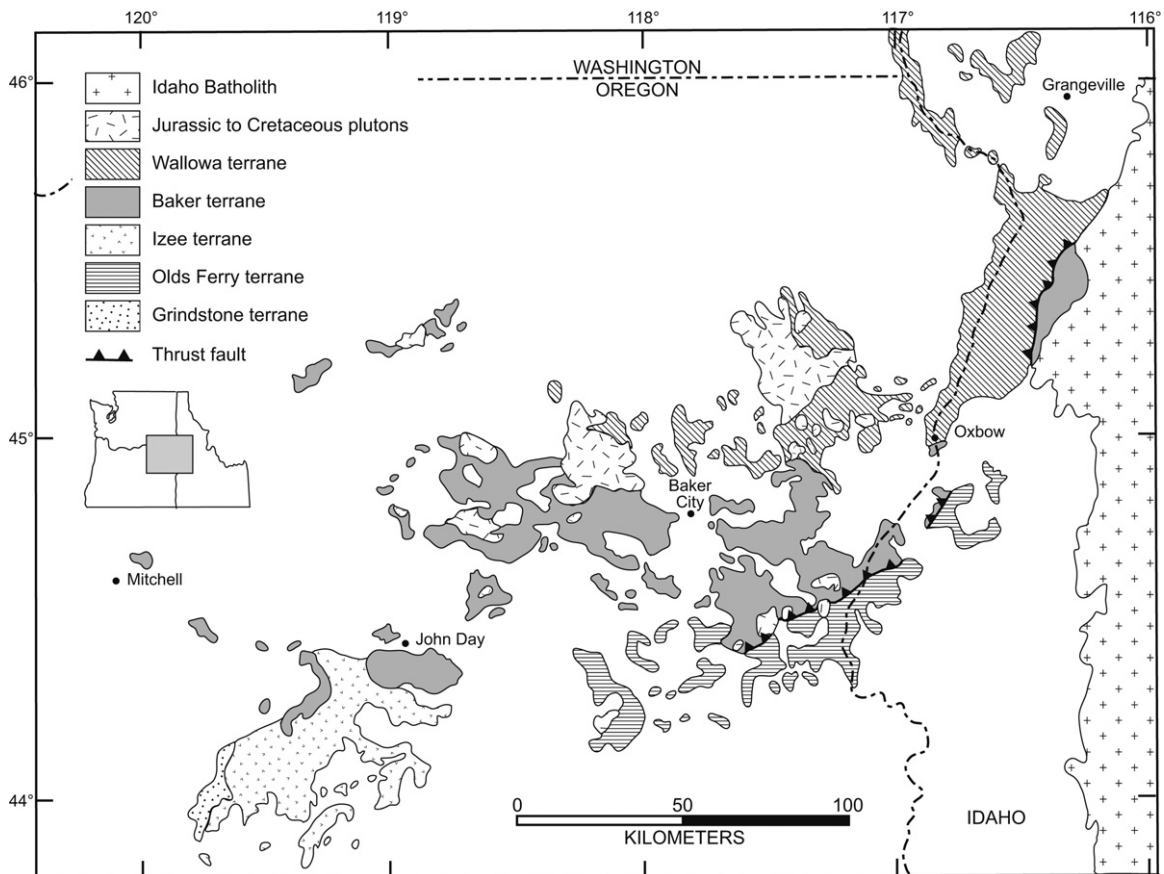 120°
119°
118°
117°
116°
46°
45°
44°
WASHINGTON
OREGON
Grangeville
Idaho Batholith
Jurassic to Cretaceous plutons
Wallowa terrane
Baker terrane
Izee terrane
Olds Ferry terrane
Grindstone terrane
Thrust fault
Oxbow
Baker
City
Mitchell
John Day
0 50 100
KILOMETERS
IDAHO